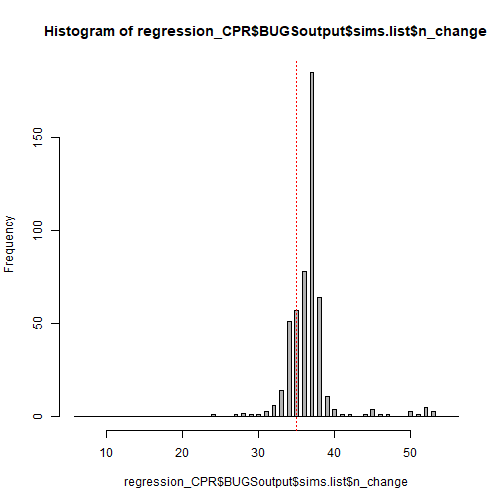 Histogram of regression_CPR$BUGSoutput$sims.list$n_change
Frequency
150
100
50
0
10 20 30 40 50
regression_CPR$BUGSoutput$sims.list$n_change